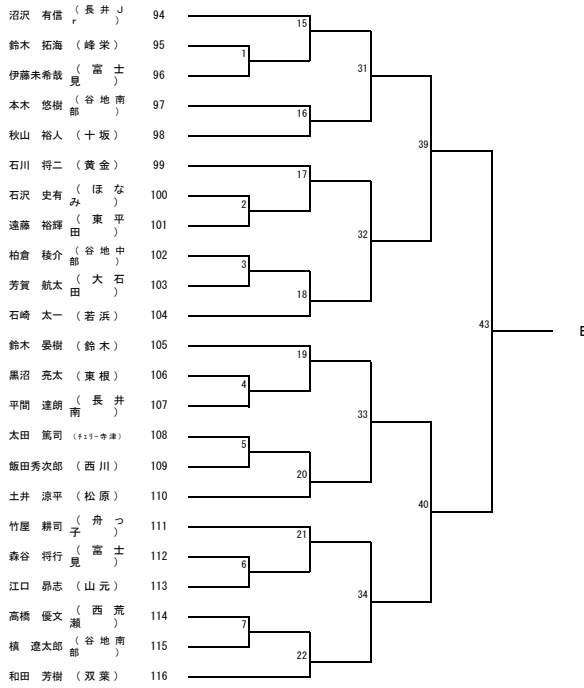 沼沢 有信 (長井Jr) 94
鈴木 拓海 (峰栄) 95
伊藤未希哉 (富士見) 96
本木 悠樹 (谷地南部) 97
秋山 裕人 (十坂) 98
石川 将二 (黄金) 99
石沢 史有 (ほなみ) 100
遠藤 裕輝 (東平田) 101
柏倉 稜介 (谷地中部) 102
芳賀 航太 (大石田) 103
石崎 太一 (若浜) 104
鈴木 晏樹 (鈴木) 105
黒沼 亮太 (東根) 106
平間 達朗 (長井南) 107
太田 篤司 (チェリー寺津) 108
飯田秀次郎 (西川) 109
土井 涼平 (松原) 110
竹屋 耕司 (舟っ子) 111
森谷 将行 (富士見) 112
江口 昴志 (山元) 113
高橋 優文 (西荒瀬) 114
槙 遼太郎 (谷地南部) 115
和田 芳樹 (双葉) 116
15
1
31
16
39
17
2
32
3
18
43
19
4
33
5
20
40
21
6
34
7
22